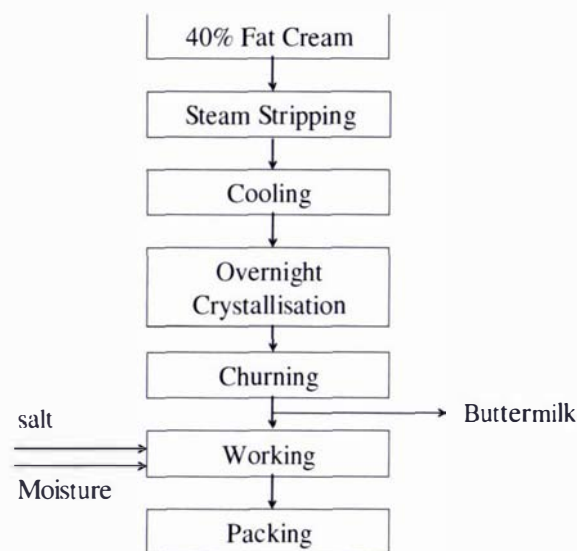 40% Fat Cream
Steam Stripping
Cooling
Overnight
Crystallisation
Churning
Buttermilk
salt
Working
Moisture
Packing